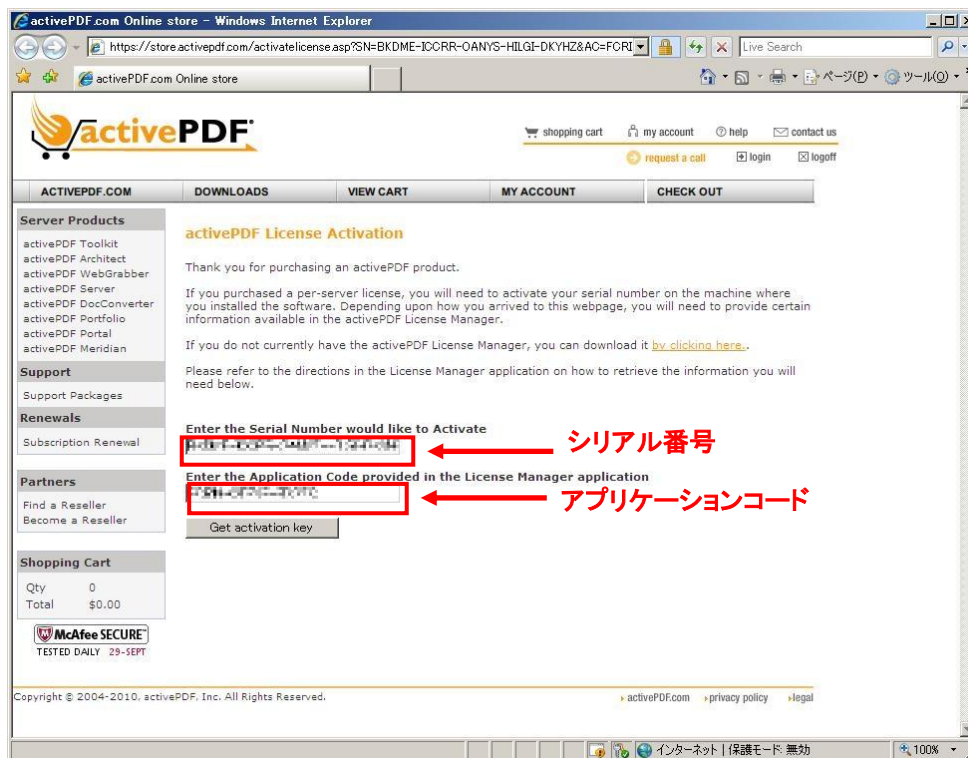 activePDF.com Online store - Windows Internet Explorer
https://store.activepdf.com/activatelicense.asp?SN=BKDME-ICCRR-OANYS-HILGI-DKYHZ&AC=FCRI
Live Search
activePDF.com Online store
ページ(P)
ツール(O)
activePDF
shopping cart
my account
help
contact us
request a call
login
logoff
ACTIVEPDF.COM
DOWNLOADS
VIEW CART
MY ACCOUNT
CHECK OUT
Server Products
activePDF Toolkit
activePDF Architect
activePDF WebGrabber
activePDF Server
activePDF DocConverter
activePDF Portfolio
activePDF Portal
activePDF Meridian
Support
Support Packages
Renewals
Subscription Renewal
Partners
Find a Reseller
Become a Reseller
Shopping Cart
Qty 0
Total $0.00
McAfee SECURE
TESTED DAILY 29-SEPT
activePDF License Activation
Thank you for purchasing an activePDF product.
If you purchased a per-server license, you will need to activate your serial number on the machine where
you installed the software. Depending upon how you arrived to this webpage, you will need to provide certain
information available in the activePDF License Manager.
If you do not currently have the activePDF License Manager, you can download it by clicking here..
Please refer to the directions in the License Manager application on how to retrieve the information you will
need below.
Enter the Serial Number would like to Activate
シリアル番号
Enter the Application Code provided in the License Manager application
アプリケーションコード
Get activation key
Copyright © 2004-2010, activePDF, Inc. All Rights Reserved.
activePDF.com
privacy policy
legal
インターネット | 保護モード: 無効
100%